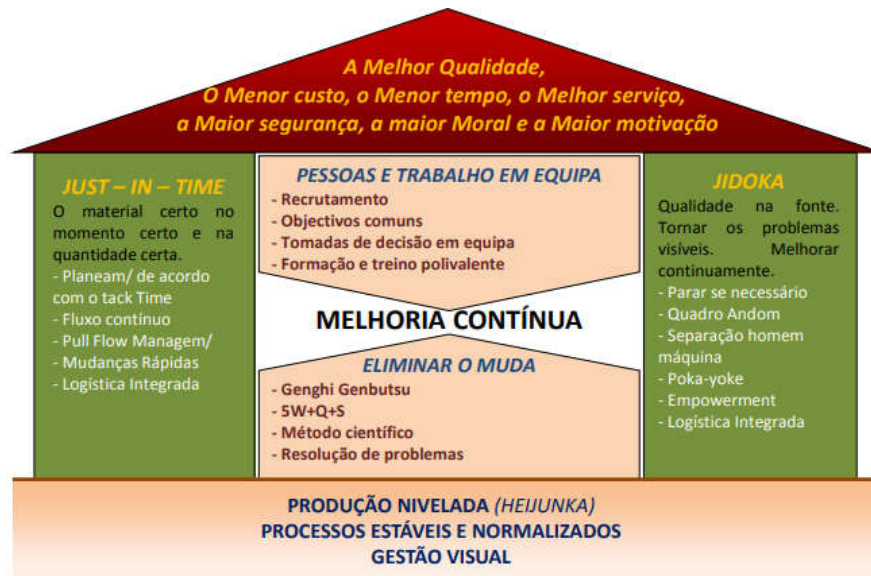 A Melhor Qualidade,
O Menor custo, o Menor tempo, o Melhor serviço,
a Maior segurança, a maior Moral e a Maior motivação
JUST – IN – TIME
O material certo no
momento certo e na
quantidade certa.
- Planeam/ de acordo
com o tack Time
- Fluxo contínuo
- Pull Flow Managem/
- Mudanças Rápidas
- Logística Integrada
PESSOAS E TRABALHO EM EQUIPA
- Recrutamento
- Objectivos comuns
- Tomadas de decisão em equipa
- Formação e treino polivalente
MELHORIA CONTÍNUA
ELIMINAR O MUDA
- Genghi Genbutsu
- 5W+Q+S
- Método científico
- Resolução de problemas
JIDOKA
Qualidade na fonte.
Tornar os problemas
visíveis. Melhorar
continuamente.
- Parar se necessário
- Quadro Andom
- Separação homem
máquina
- Poka-yoke
- Empowerment
- Logística Integrada
PRODUÇÃO NIVELADA (HEIJUNKA)
PROCESSOS ESTÁVEIS E NORMALIZADOS
GESTÃO VISUAL